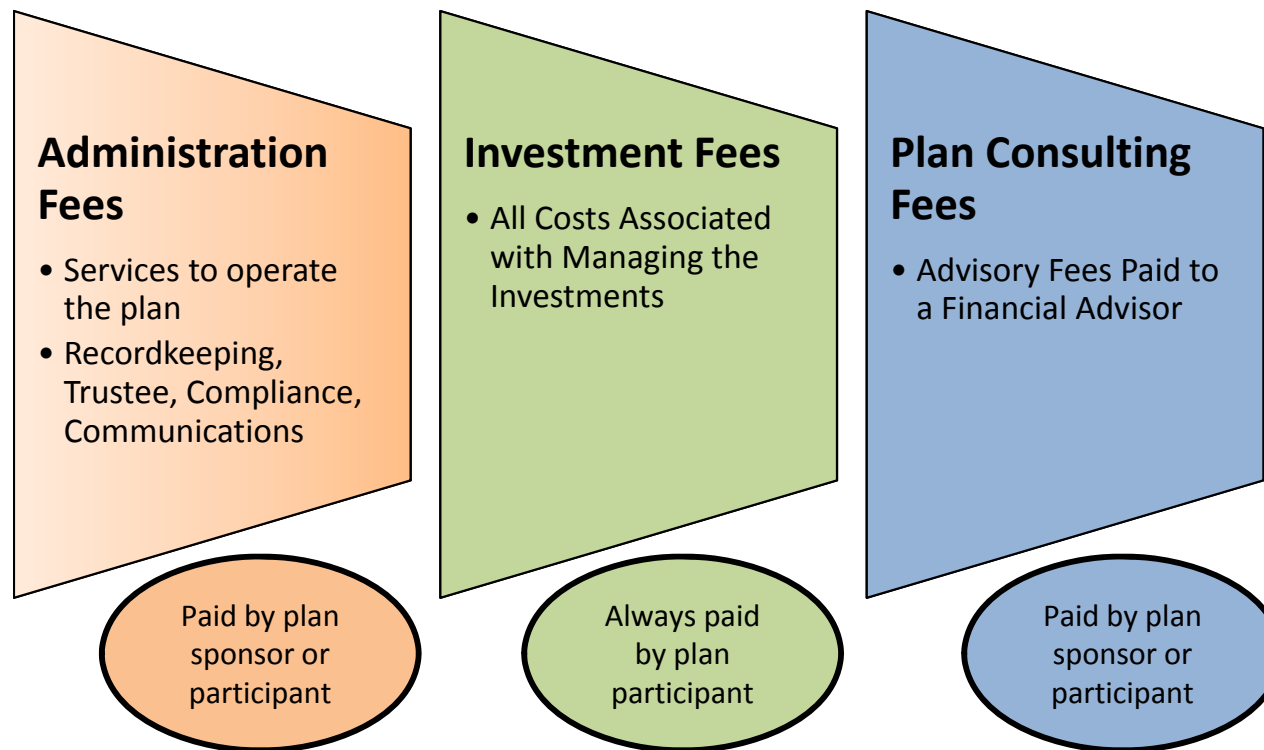 Administration
Fees
• Services to operate
the plan
• Recordkeeping,
Trustee, Compliance,
Communications
Paid by plan
sponsor or
participant
Investment Fees
• All Costs Associated
with Managing the
Investments
Always paid
by plan
participant
Plan Consulting
Fees
• Advisory Fees Paid to
a Financial Advisor
Paid by plan
sponsor or
participant